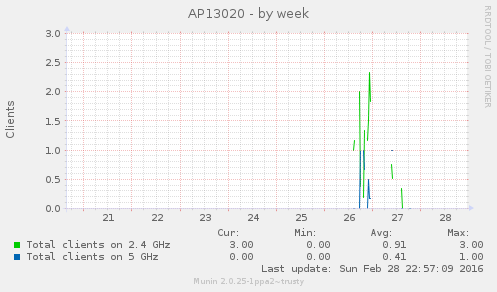 AP13020 - by week
RRDTOOL / TOBI OETIKER
Clients
3.0
2.5
2.0
1.5
1.0
0.5
0.0
21 22 23 24 25 26 27 28
Cur: Min: Avg: Max:
Total clients on 2.4 GHz 3.00 0.00 0.91 3.00
Total clients on 5 GHz 0.00 0.00 0.41 1.00
Last update: Sun Feb 28 22:57:09 2016
Munin 2.0.25-1ppa2~trusty